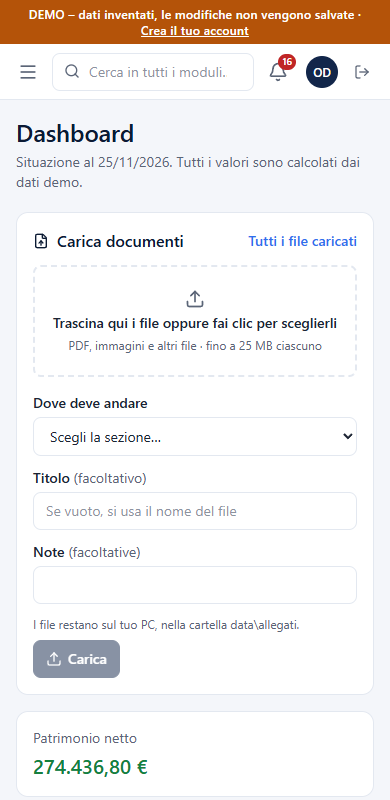 DEMO – dati inventati, le modifiche non vengono salvate ·
Crea il tuo account
Cerca in tutti i moduli.
16
OD
Dashboard
Situazione al 25/11/2026. Tutti i valori sono calcolati dai
dati demo.
Carica documenti
Tutti i file caricati
Trascina qui i file oppure fai clic per sceglierli
PDF, immagini e altri file · fino a 25 MB ciascuno
Dove deve andare
Scegli la sezione...
Titolo (facoltativo)
Se vuoto, si usa il nome del file
Note (facoltative)
I file restano sul tuo PC, nella cartella data\allegati.
Carica
Patrimonio netto
274.436,80 €